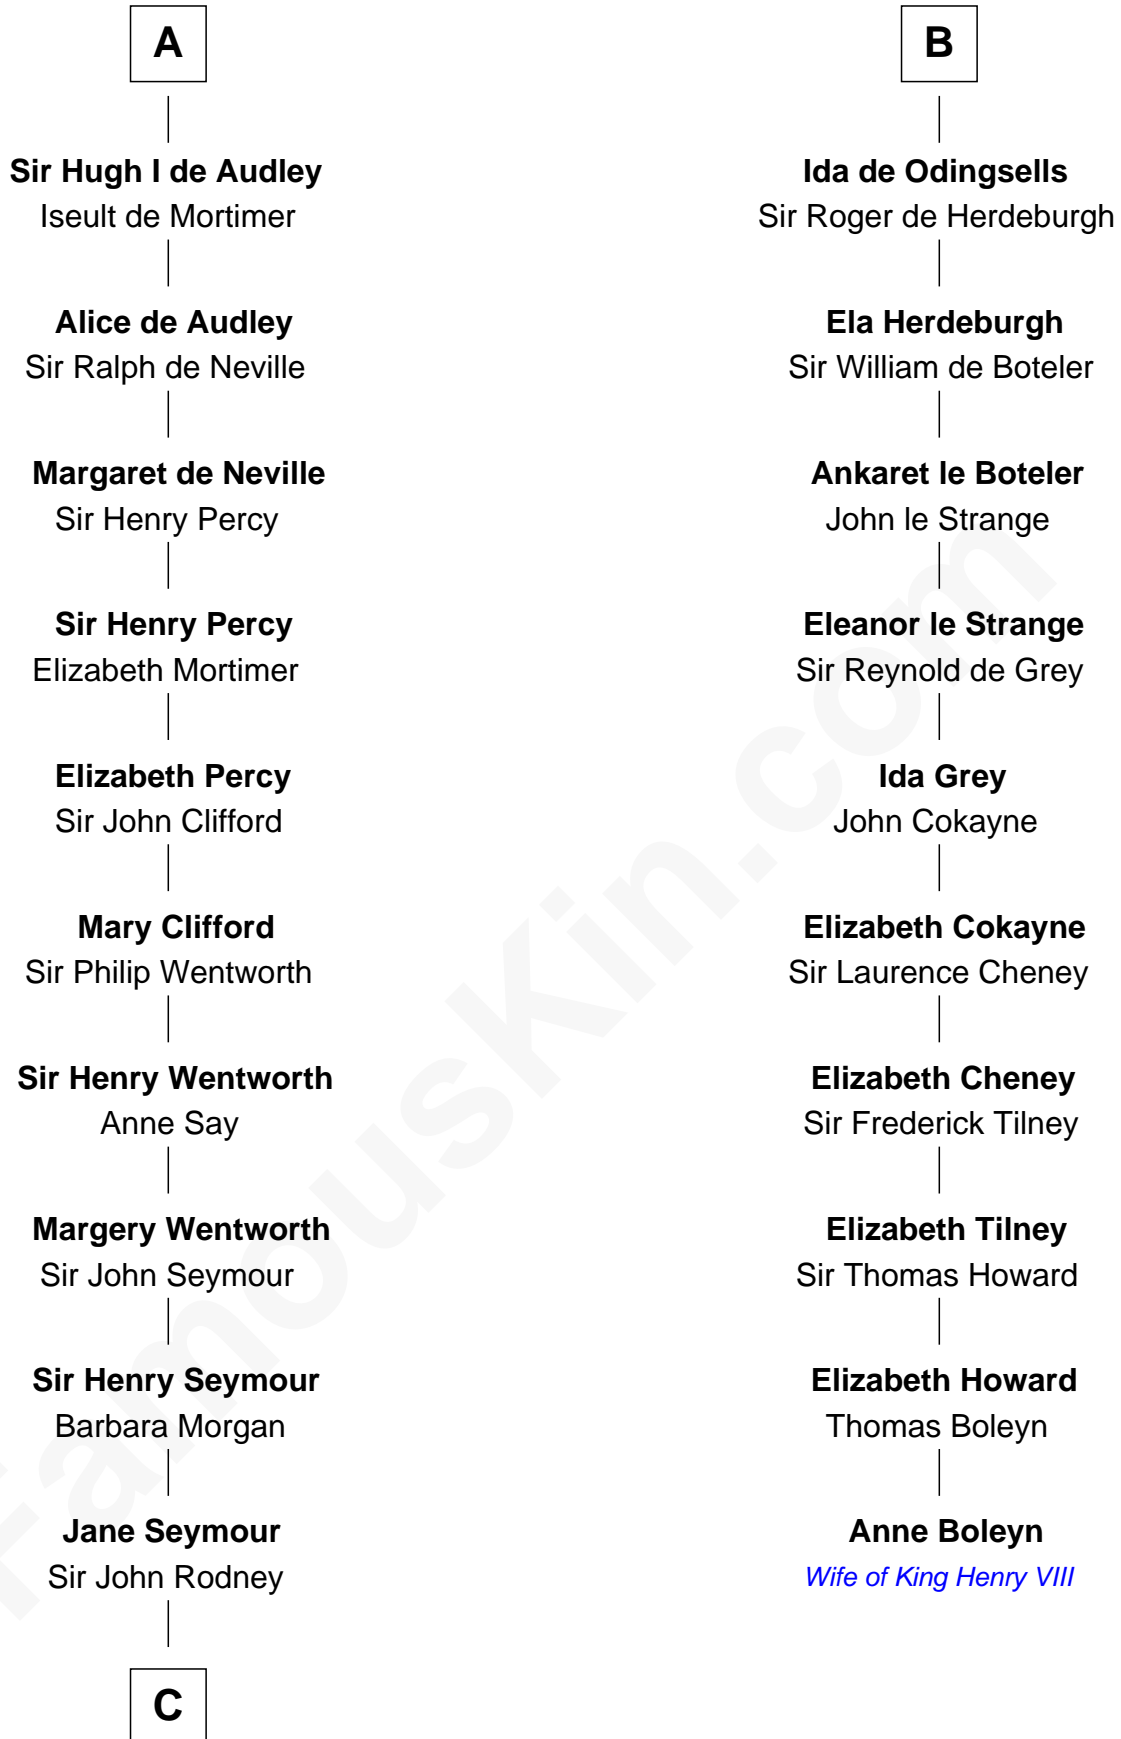 A
Sir Hugh I de Audley
Iseult de Mortimer
Alice de Audley
Sir Ralph de Neville
Margaret de Neville
Sir Henry Percy
Sir Henry Percy
Elizabeth Mortimer
Elizabeth Percy
Sir John Clifford
Mary Clifford
Sir Philip Wentworth
Sir Henry Wentworth
Anne Say
Margery Wentworth
Sir John Seymour
Sir Henry Seymour
Barbara Morgan
Jane Seymour
Sir John Rodney
C
B
Ida de Odingsells
Sir Roger de Herdeburgh
Ela Herdeburgh
Sir William de Boteler
Ankaret le Boteler
John le Strange
Eleanor le Strange
Sir Reynold de Grey
Ida Grey
John Cokayne
Elizabeth Cokayne
Sir Laurence Cheney
Elizabeth Cheney
Sir Frederick Tilney
Elizabeth Tilney
Sir Thomas Howard
Elizabeth Howard
Thomas Boleyn
Anne Boleyn
Wife of King Henry VIII
FamousKin.com